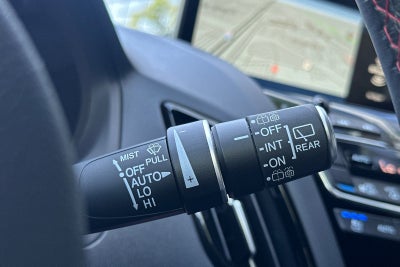 MIST
PULL
OFF
AUTO
LO
HI
- +
OFF
INT
ON
REAR